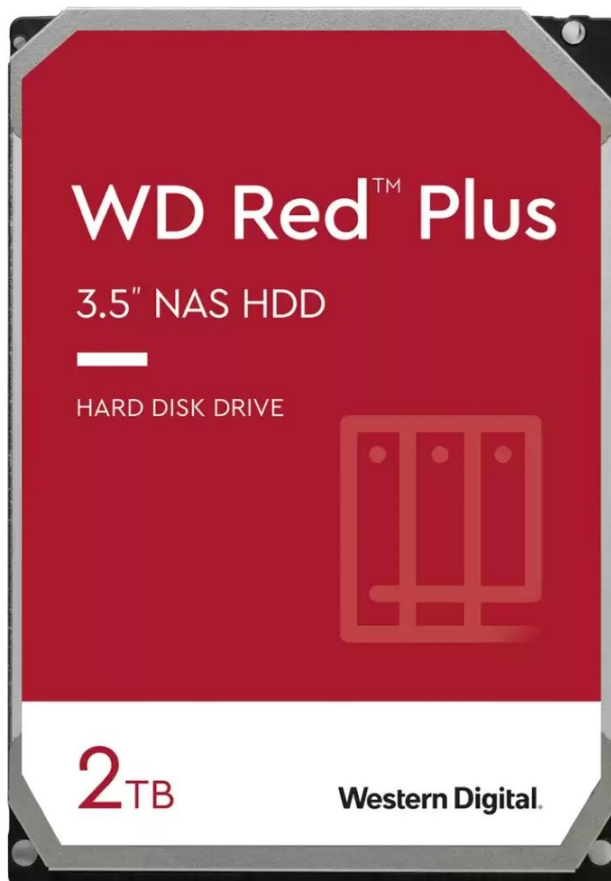 WD Red™ Plus
3.5" NAS HDD
HARD DISK DRIVE
2TB
Western Digital.